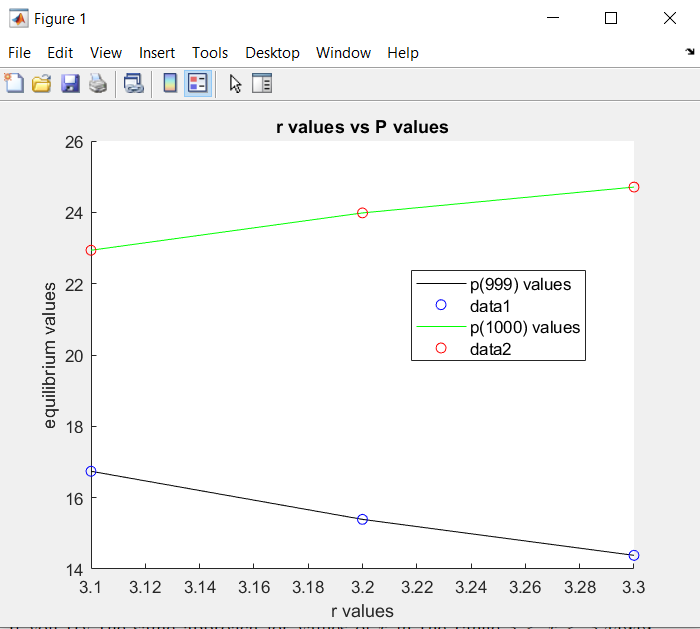 Figure 1
File Edit View Insert Tools Desktop Window Help
r values vs P values
26
24
22
20
18
16
14
equilibrium values
p(999) values
data1
p(1000) values
data2
3.1 3.12 3.14 3.16 3.18 3.2 3.22 3.24 3.26 3.28 3.3
r values